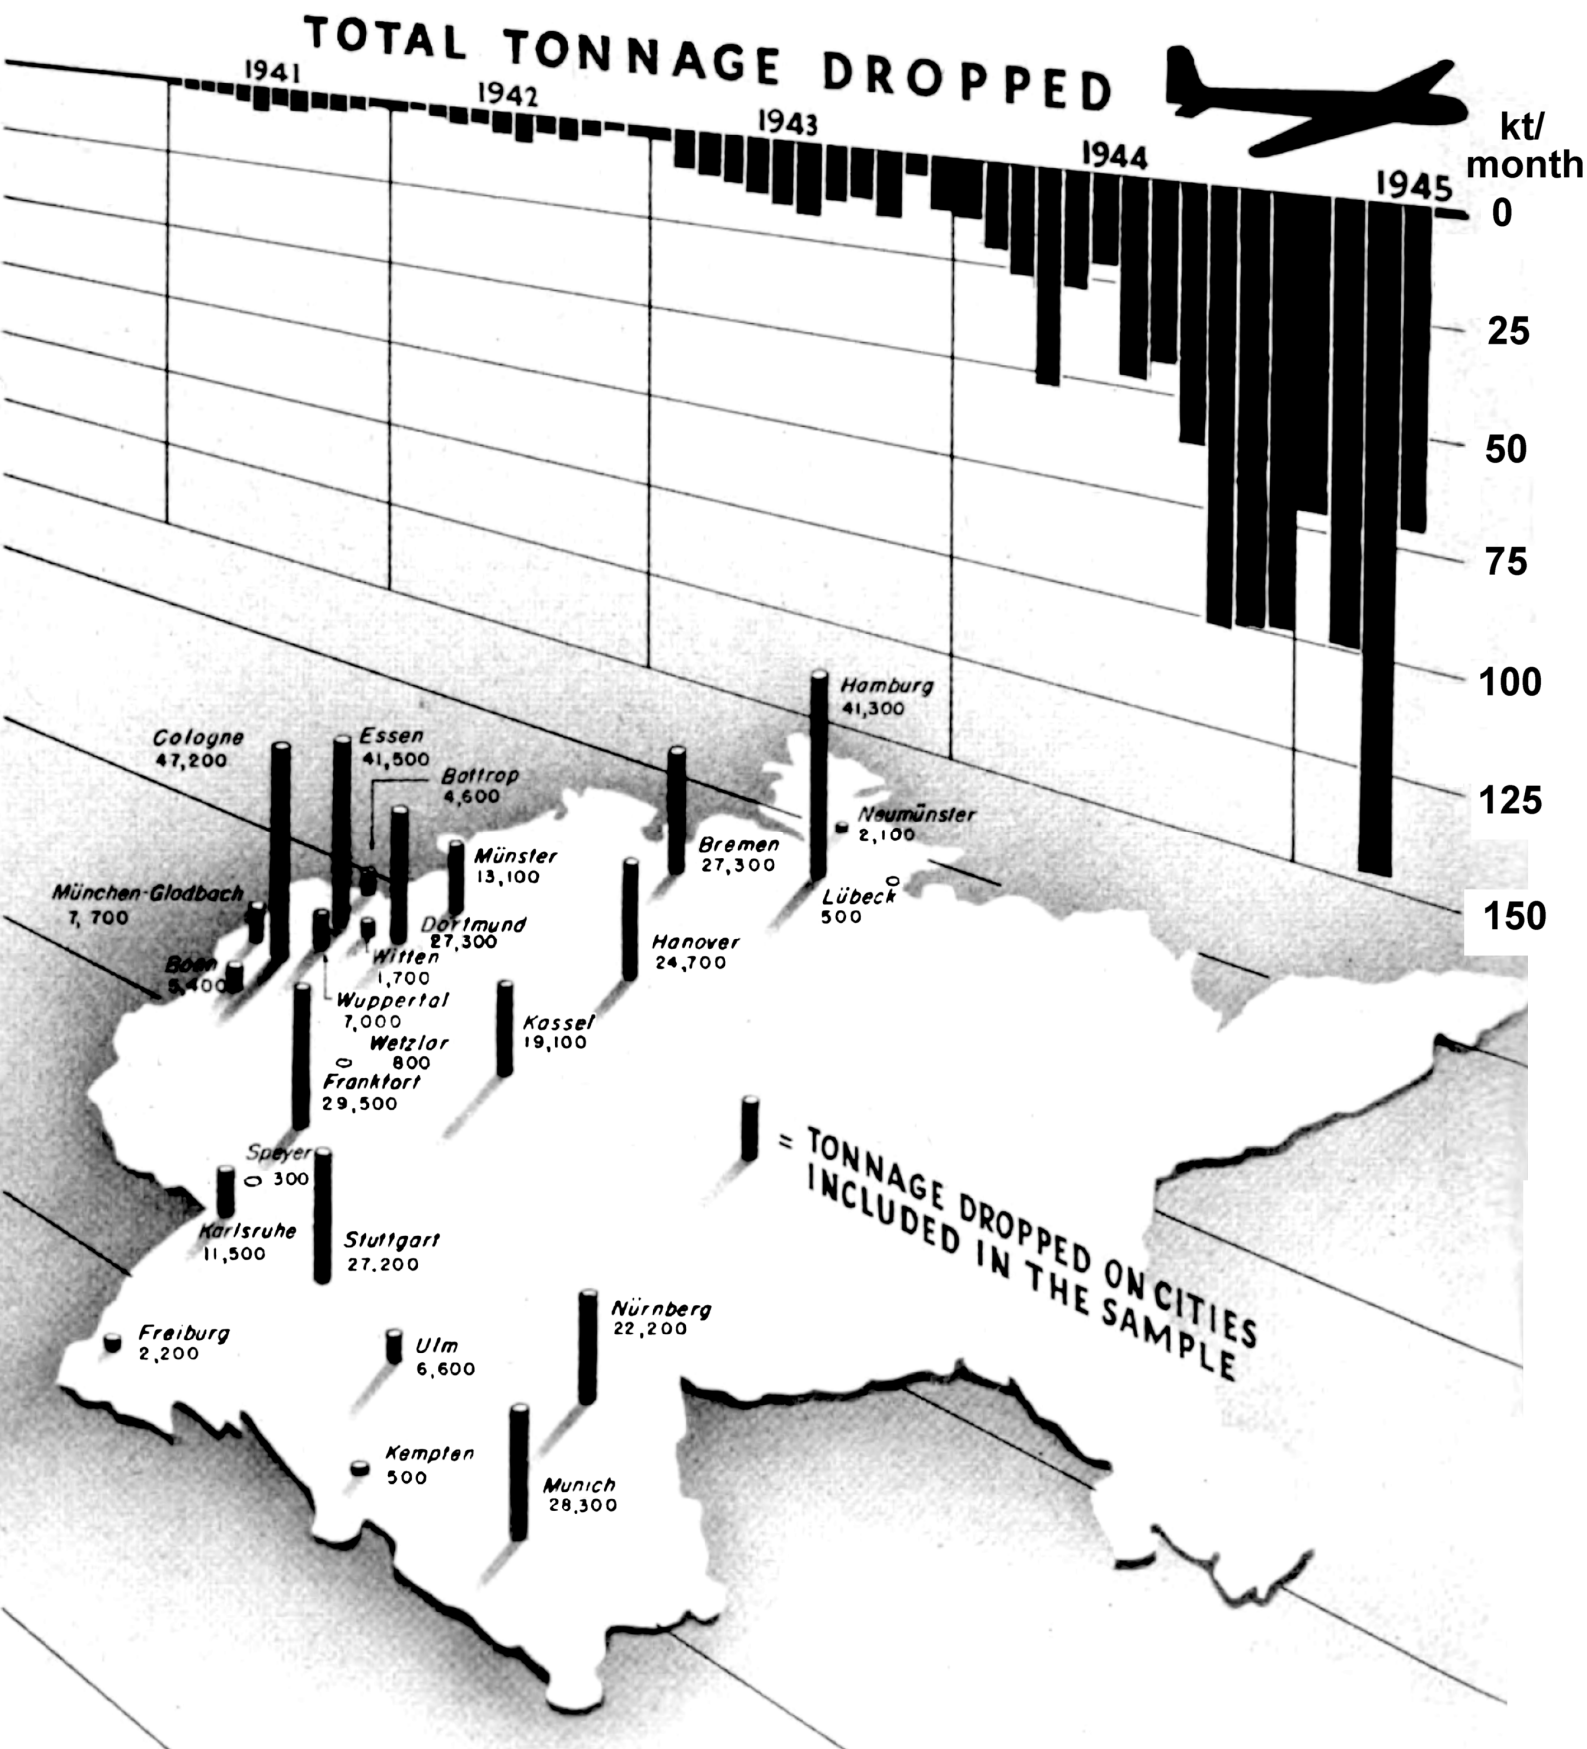 TOTAL TONNAGE DROPPED
1941
1942
1943
1944
1945
kt/
month
0
25
50
75
100
125
150
Hamburg
41,300
Cologne
47,200
Essen
41,500
Bottrop
4,600
Neumünster
2,100
Bremen
27,300
Münster
13,100
München-Gladbach
7,700
Lübeck
500
Dortmund
27,300
Hanover
24,700
Witten
1,700
Bonn
5,400
Wuppertal
7,000
Kassel
19,100
Wetzlar
800
Frankfort
29,500
Speyer
300
= TONNAGE DROPPED ON CITIES
INCLUDED IN THE SAMPLE
Karlsruhe
11,500
Stuttgart
27.200
Nürnberg
22,200
Freiburg
2,200
Ulm
6,600
Kempten
500
Munich
28,300